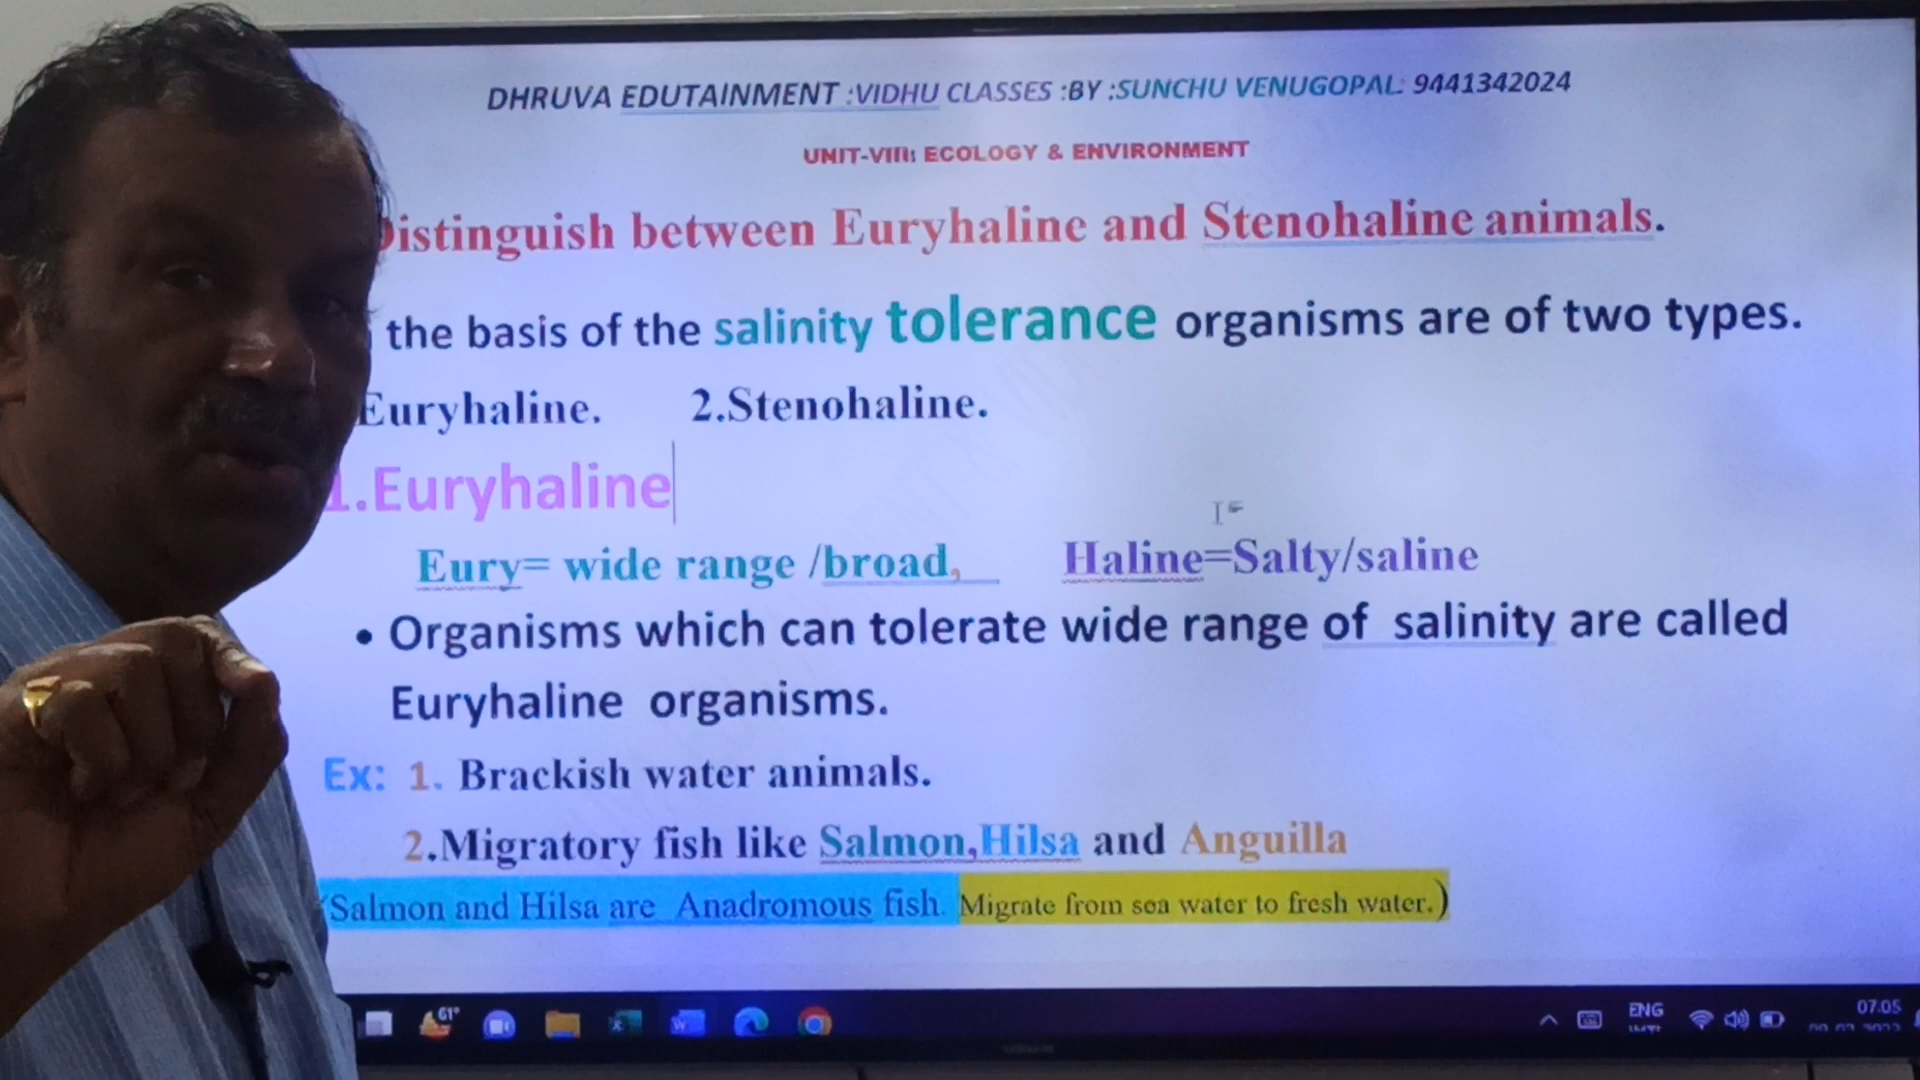 DHRUVA EDUTAINMENT :VIDHU CLASSES :BY :SUNCHU VENUGOPAL: 9441342024
UNIT-VIII: ECOLOGY & ENVIRONMENT
Distinguish between Euryhaline and Stenohaline animals.
the basis of the salinity tolerance organisms are of two types.
Euryhaline. 2.Stenohaline.
1.Euryhaline
Eury= wide range /broad, Haline=Salty/saline
• Organisms which can tolerate wide range of salinity are called
Euryhaline organisms.
Ex: 1. Brackish water animals.
2.Migratory fish like Salmon,Hilsa and Anguilla
(Salmon and Hilsa are Anadromous fish. Migrate from sea water to fresh water.)
61°
ENG
07.05